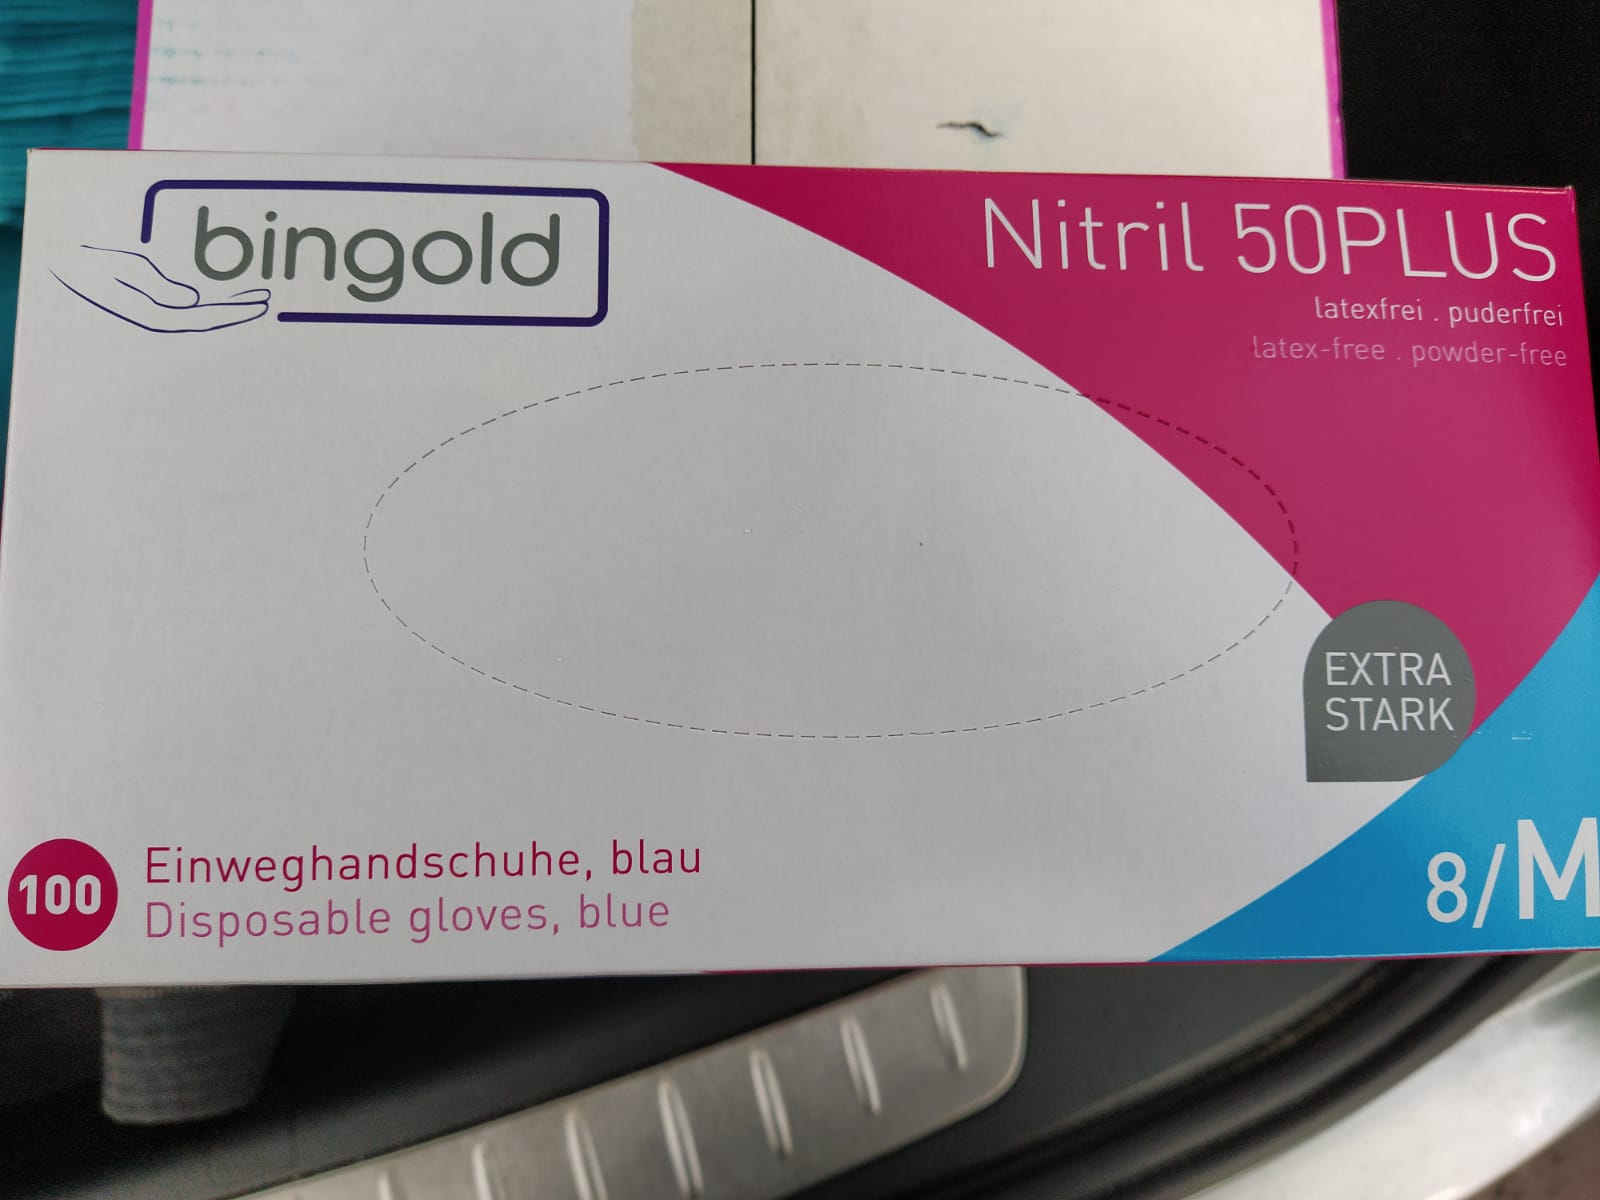 bingold
Nitril 50PLUS
latexfrei . puderfrei
latex-free . powder-free
EXTRA
STARK
8/M
100
Einweghandschuhe, blau
Disposable gloves, blue